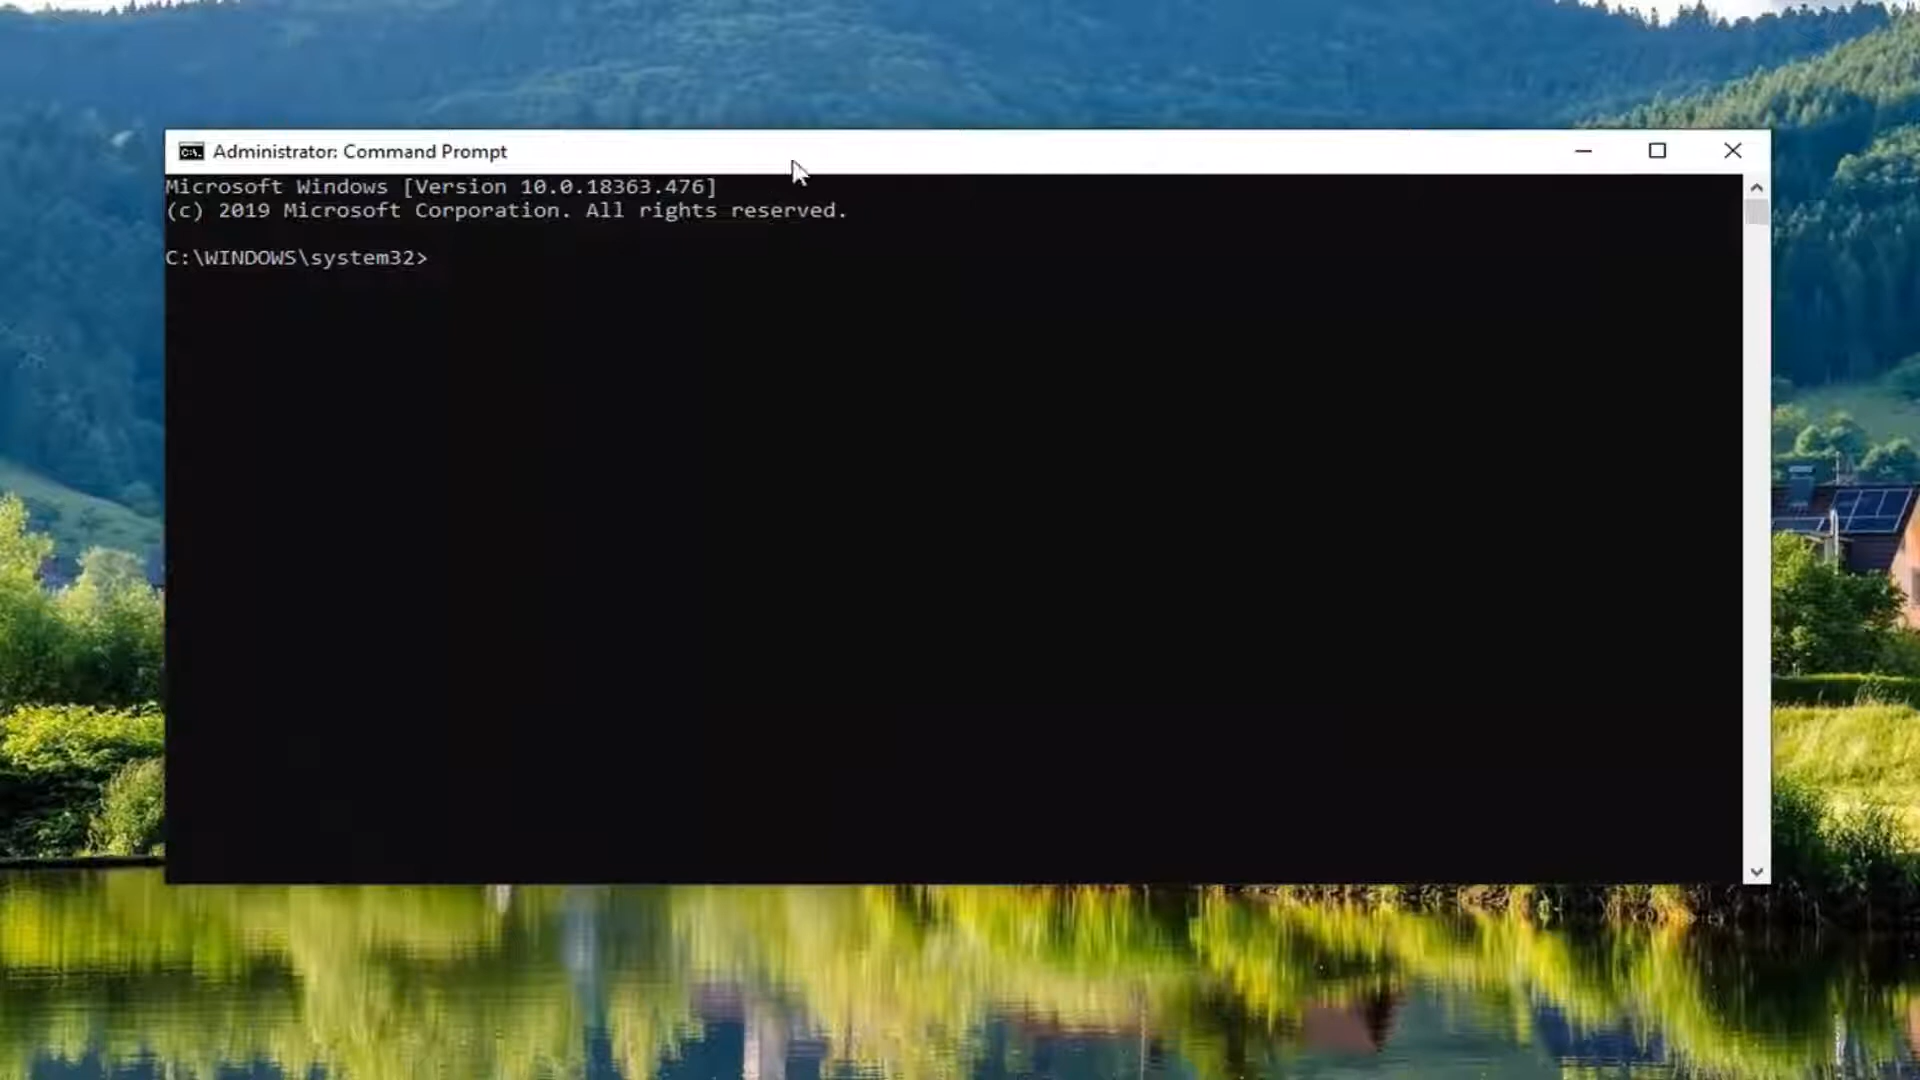 Administrator: Command Prompt
Microsoft Windows [Version 10.0.18363.476]
(c) 2019 Microsoft Corporation. All rights reserved.
C:\WINDOWS\system32>